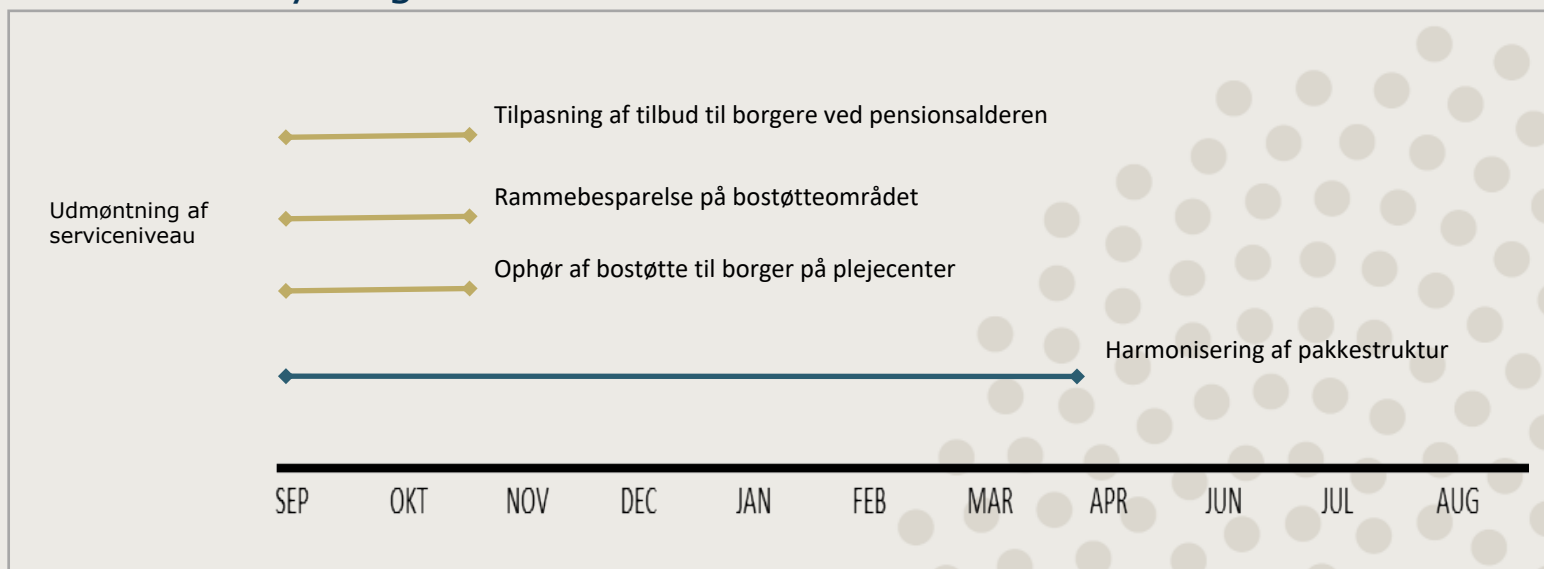 Tilpasning af tilbud til borgere ved pensionsalderen
Rammebesparelse på bostøtteområdet
Udmøntning af
serviceniveau
Ophør af bostøtte til borger på plejecenter
Harmonisering af pakkestruktur
SEP OKT NOV DEC JAN FEB MAR APR JUN JUL AUG